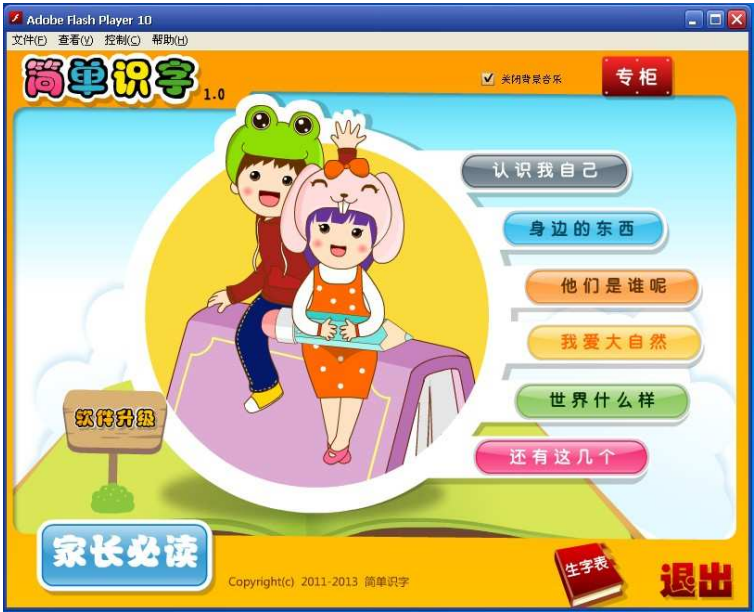 Adobe Flash Player 10
文件(F) 查看(V) 控制(C) 帮助(H)
简单识字 1.0
关闭背景音乐
专柜
认识我自己
身边的东西
他们是谁呢
我爱大自然
世界什么样
还有这几个
软件升级
家长必读
Copyright(c) 2011-2013 简单识字
生字表
退出